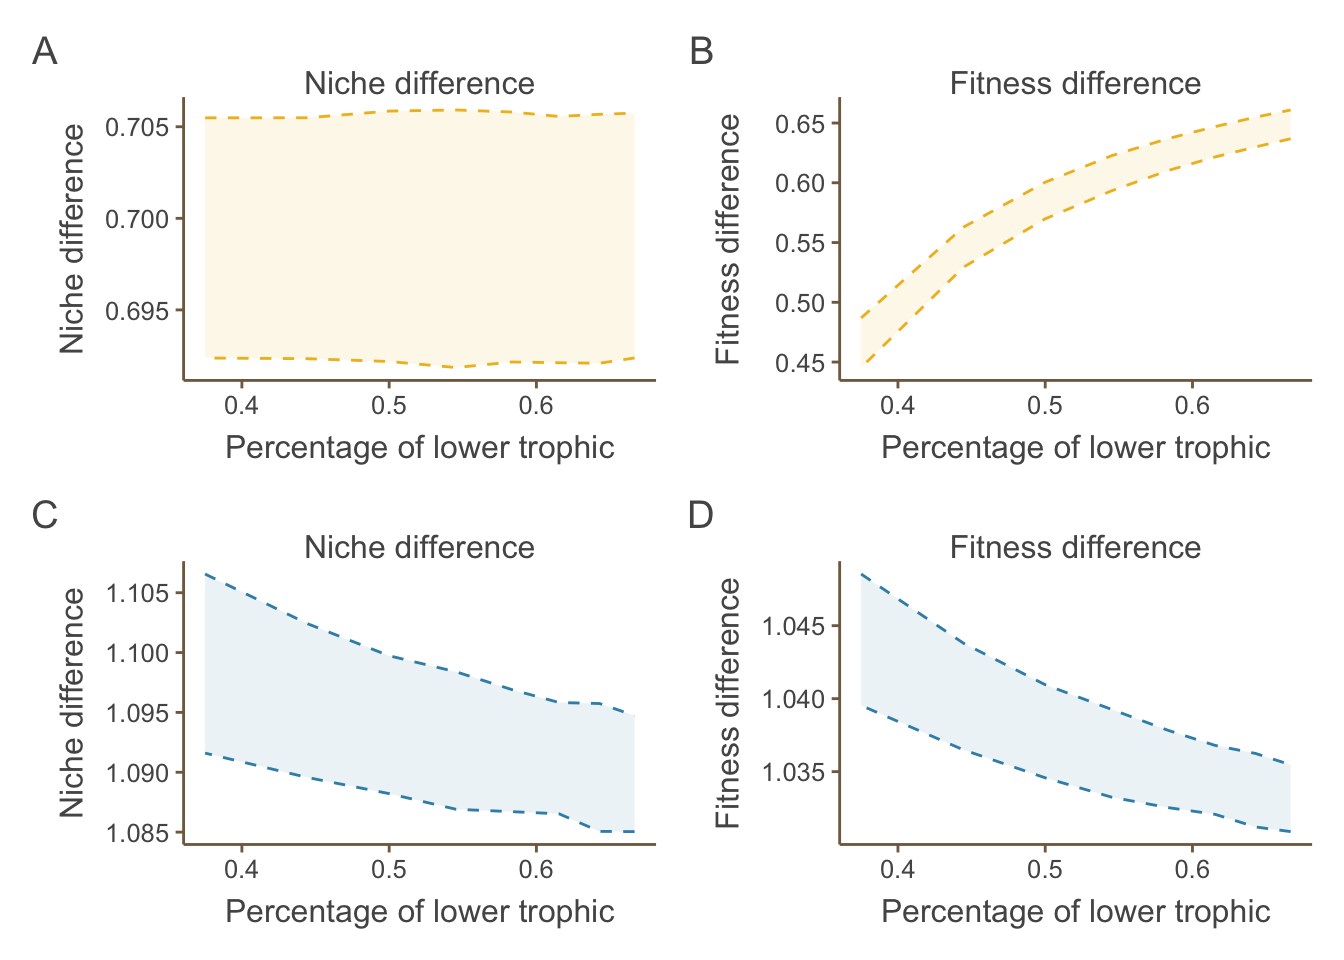 A
Niche difference
Niche difference
0.705
0.700
0.695
0.4 0.5 0.6
Percentage of lower trophic
B
Fitness difference
Fitness difference
0.65
0.60
0.55
0.50
0.45
0.4 0.5 0.6
Percentage of lower trophic
C
Niche difference
Niche difference
1.105
1.100
1.095
1.090
1.085
0.4 0.5 0.6
Percentage of lower trophic
D
Fitness difference
Fitness difference
1.045
1.040
1.035
0.4 0.5 0.6
Percentage of lower trophic